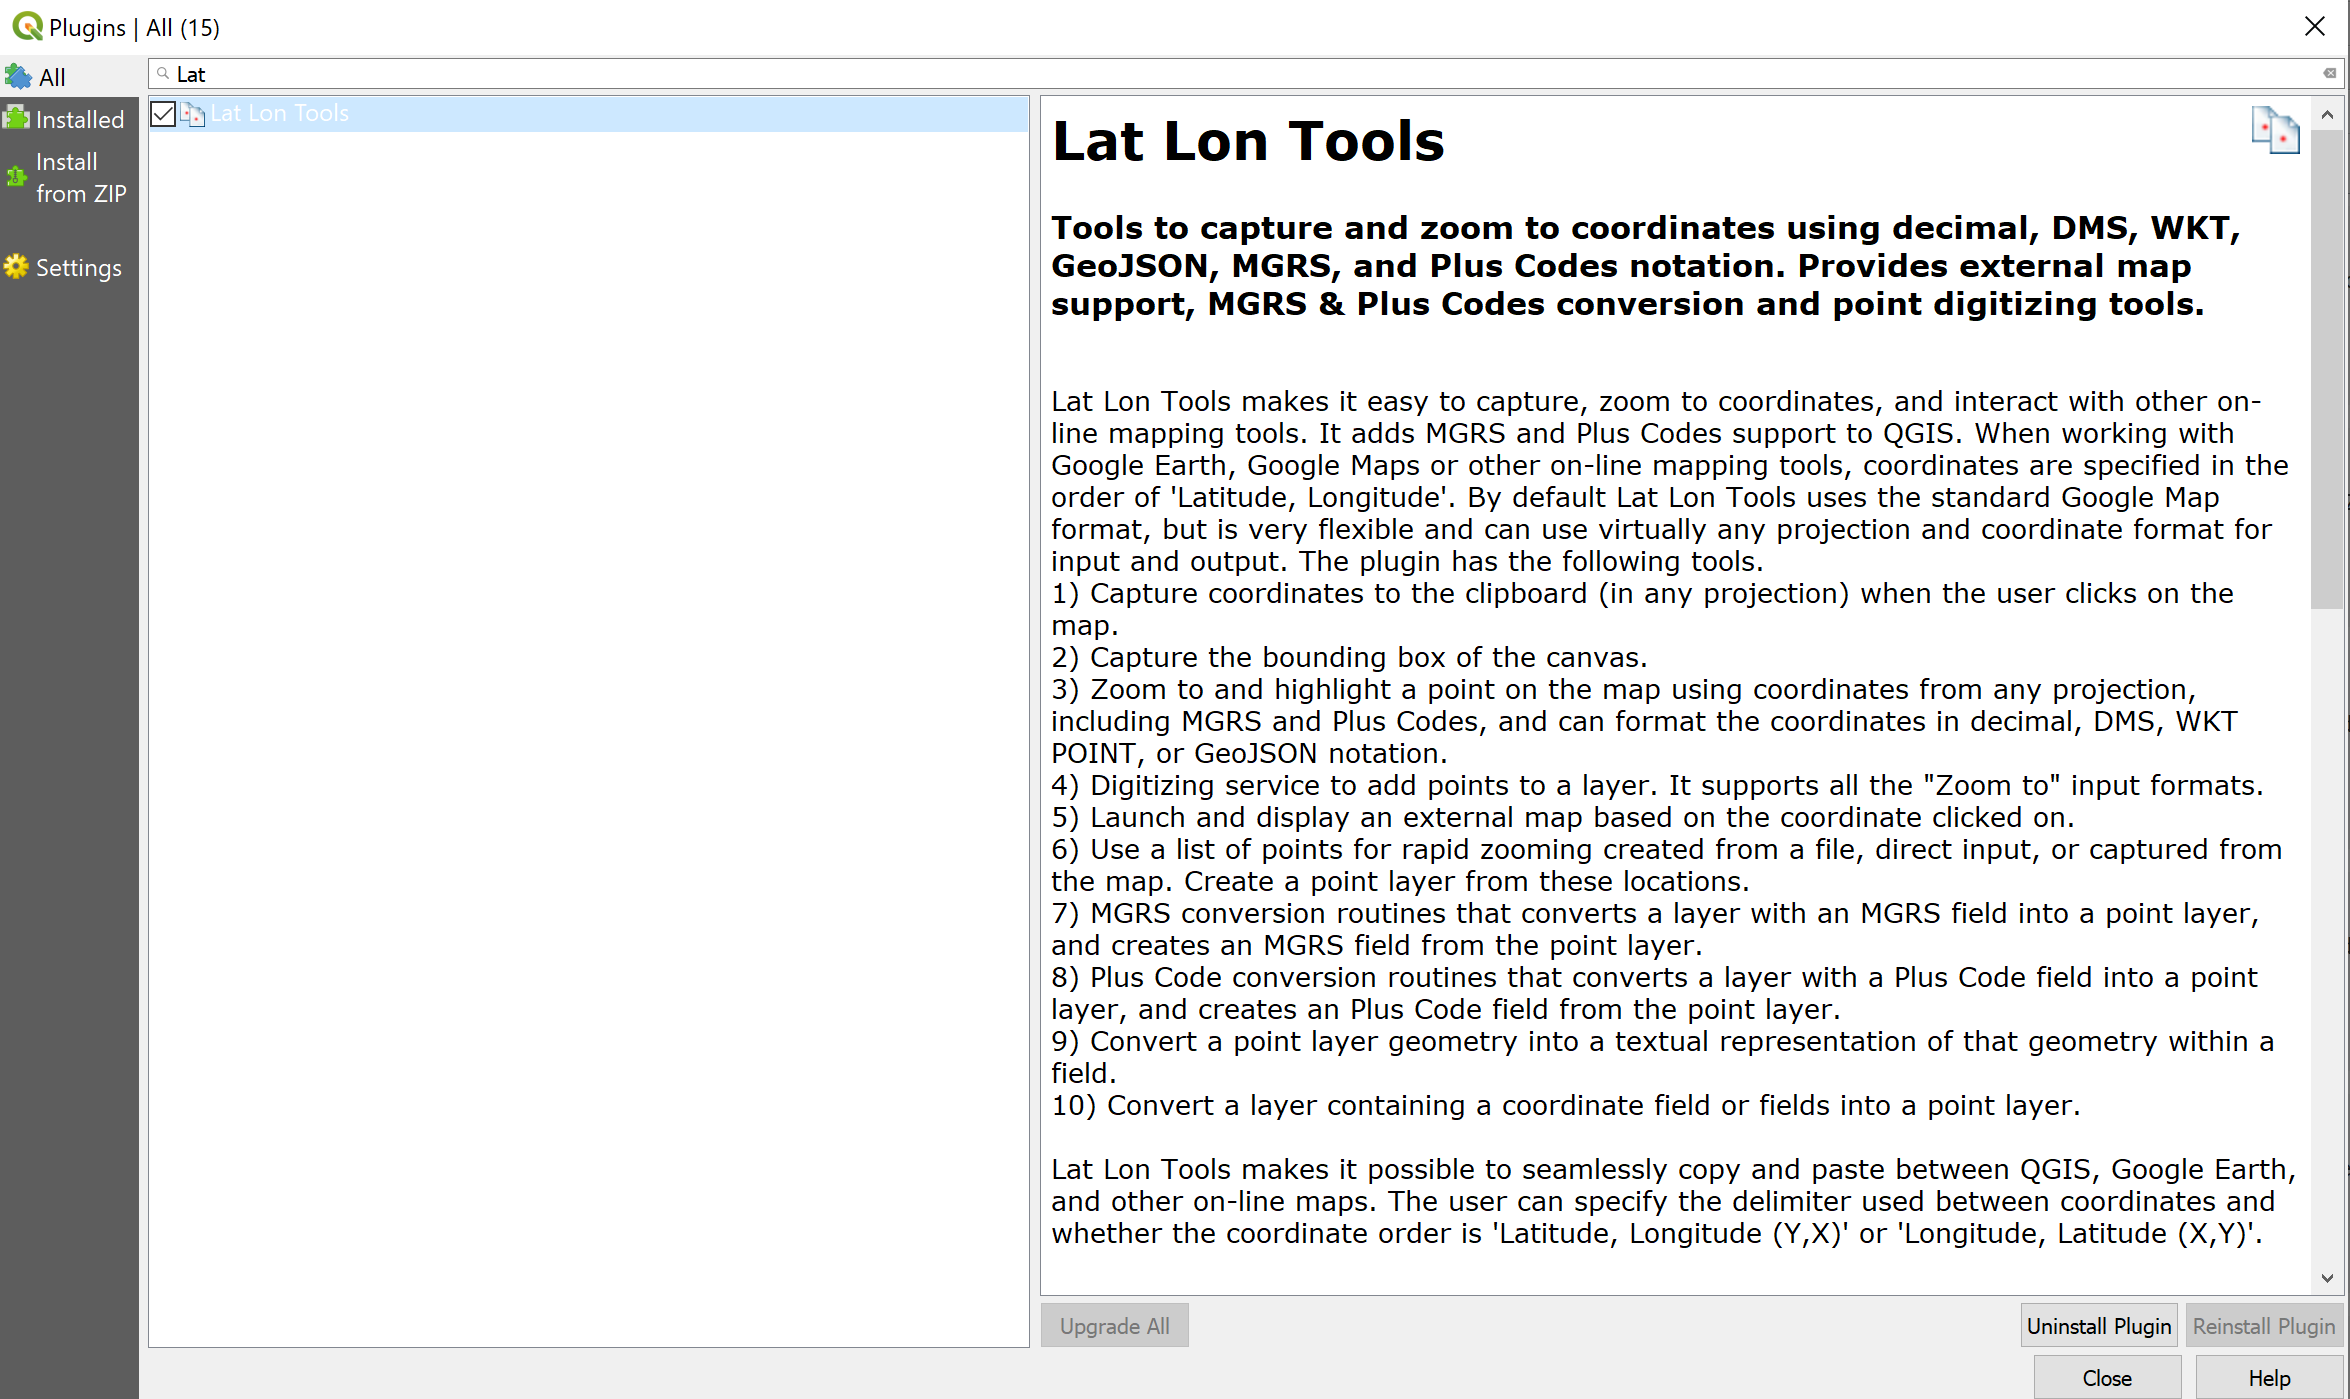 Plugins | All (15)
All
Installed
Install
from ZIP
Settings
Lat
Lat Lon Tools
Lat Lon Tools
Tools to capture and zoom to coordinates using decimal, DMS, WKT,
GeoJSON, MGRS, and Plus Codes notation. Provides external map
support, MGRS & Plus Codes conversion and point digitizing tools.
Lat Lon Tools makes it easy to capture, zoom to coordinates, and interact with other on-
line mapping tools. It adds MGRS and Plus Codes support to QGIS. When working with
Google Earth, Google Maps or other on-line mapping tools, coordinates are specified in the
order of 'Latitude, Longitude'. By default Lat Lon Tools uses the standard Google Map
format, but is very flexible and can use virtually any projection and coordinate format for
input and output. The plugin has the following tools.
1) Capture coordinates to the clipboard (in any projection) when the user clicks on the
map.
2) Capture the bounding box of the canvas.
3) Zoom to and highlight a point on the map using coordinates from any projection,
including MGRS and Plus Codes, and can format the coordinates in decimal, DMS, WKT
POINT, or GeoJSON notation.
4) Digitizing service to add points to a layer. It supports all the "Zoom to" input formats.
5) Launch and display an external map based on the coordinate clicked on.
6) Use a list of points for rapid zooming created from a file, direct input, or captured from
the map. Create a point layer from these locations.
7) MGRS conversion routines that converts a layer with an MGRS field into a point layer,
and creates an MGRS field from the point layer.
8) Plus Code conversion routines that converts a layer with a Plus Code field into a point
layer, and creates an Plus Code field from the point layer.
9) Convert a point layer geometry into a textual representation of that geometry within a
field.
10) Convert a layer containing a coordinate field or fields into a point layer.
Lat Lon Tools makes it possible to seamlessly copy and paste between QGIS, Google Earth,
and other on-line maps. The user can specify the delimiter used between coordinates and
whether the coordinate order is 'Latitude, Longitude (Y,X)' or 'Longitude, Latitude (X,Y)'.
Upgrade All
Uninstall Plugin
Reinstall Plugin
Close
Help